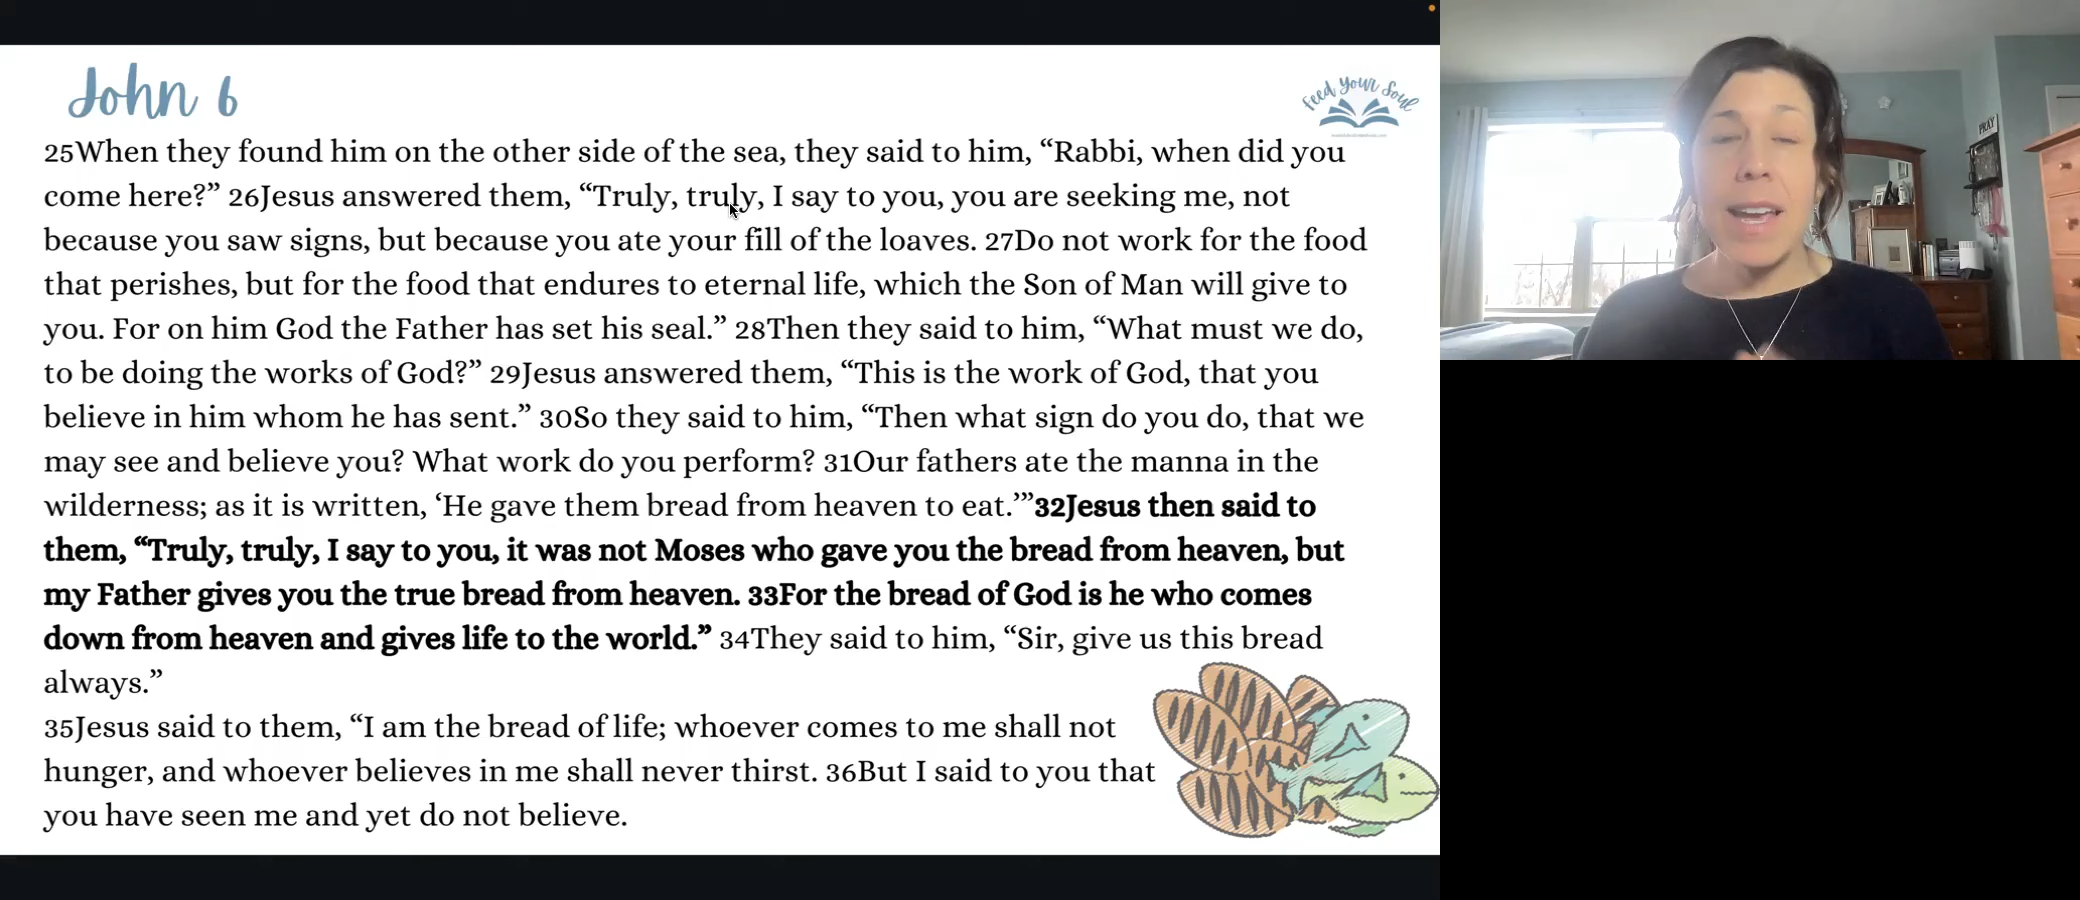 John 6
Feed Your Soul
25When they found him on the other side of the sea, they said to him, “Rabbi, when did you
come here?” 26Jesus answered them, “Truly, truly, I say to you, you are seeking me, not
because you saw signs, but because you ate your fill of the loaves. 27Do not work for the food
that perishes, but for the food that endures to eternal life, which the Son of Man will give to
you. For on him God the Father has set his seal.” 28Then they said to him, “What must we do,
to be doing the works of God?” 29Jesus answered them, “This is the work of God, that you
believe in him whom he has sent.” 30So they said to him, “Then what sign do you do, that we
may see and believe you? What work do you perform? 31Our fathers ate the manna in the
wilderness; as it is written, ‘He gave them bread from heaven to eat.’”32Jesus then said to
them, “Truly, truly, I say to you, it was not Moses who gave you the bread from heaven, but
my Father gives you the true bread from heaven. 33For the bread of God is he who comes
down from heaven and gives life to the world.” 34They said to him, “Sir, give us this bread
always.”
35Jesus said to them, “I am the bread of life; whoever comes to me shall not
hunger, and whoever believes in me shall never thirst. 36But I said to you that
you have seen me and yet do not believe.
PRAY